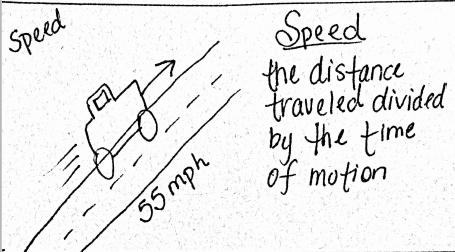 Speed
55 mph
Speed
the distance
traveled divided
by the time
of motion